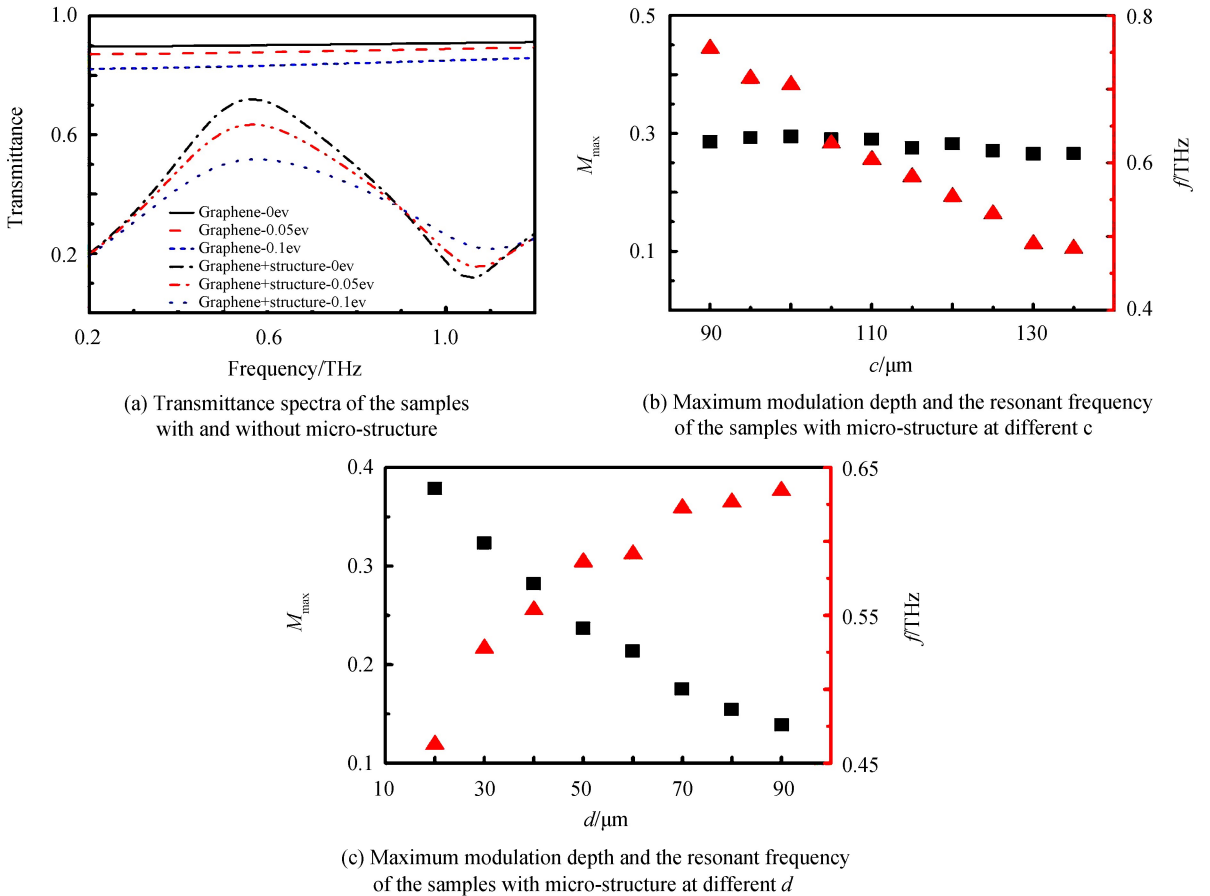 1.0
0.6
0.2
Transmittance
Graphene-0ev
Graphene-0.05ev
Graphene-0.1ev
Graphene+structure-0ev
Graphene+structure-0.05ev
Graphene+structure-0.1ev
0.2 0.6 1.0
Frequency/THz
(a) Transmittance spectra of the samples
with and without micro-structure
0.5
0.3
0.1
Mmax
0.8
0.6
0.4
f/THz
90 110 130
c/μm
(b) Maximum modulation depth and the resonant frequency
of the samples with micro-structure at different c
0.4
0.3
0.2
0.1
Mmax
0.65
0.55
0.45
f/THz
10 30 50 70 90
d/μm
(c) Maximum modulation depth and the resonant frequency
of the samples with micro-structure at different d